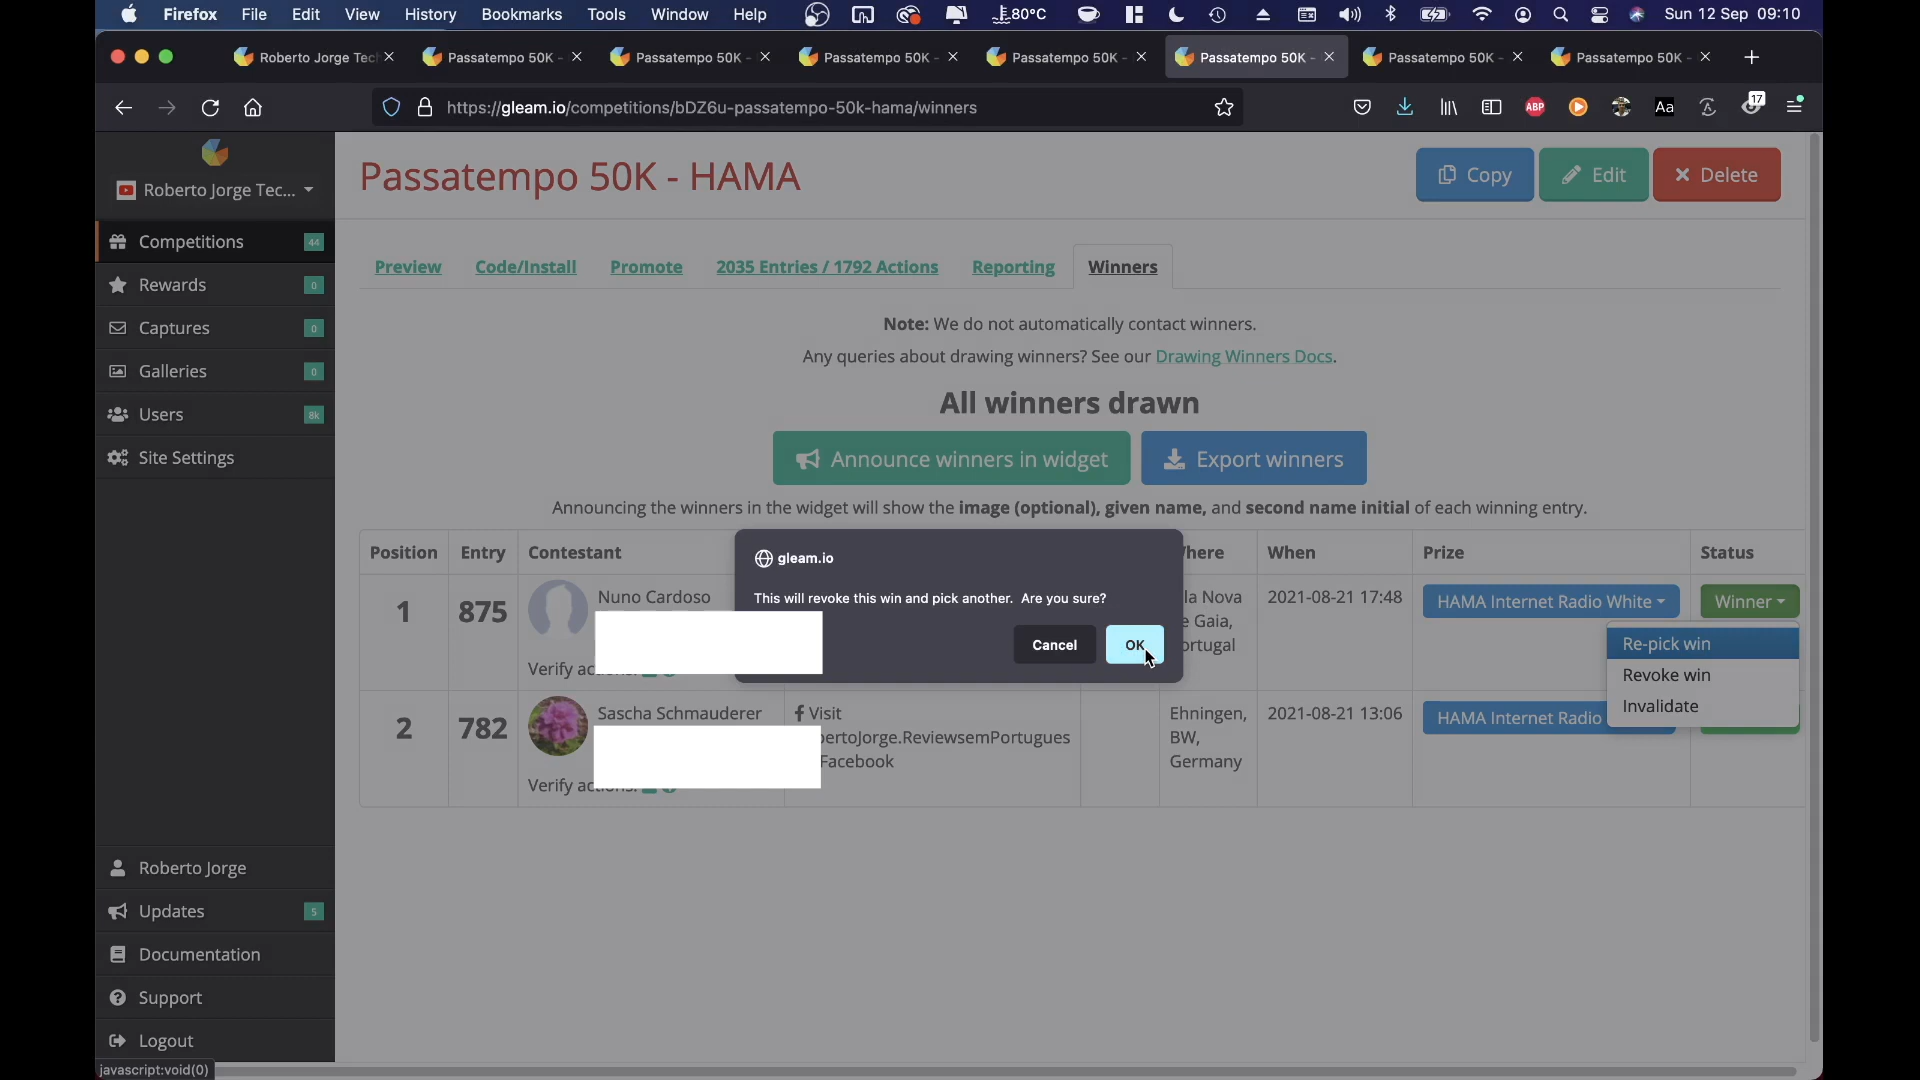 Firefox File Edit View History Bookmarks Tools Window Help 80°C Sun 12 Sep 09:10
Roberto Jorge Tec Passatempo 50K - Passatempo 50K - Passatempo 50K - Passatempo 50K - Passatempo 50K - Passatempo 50K - Passatempo 50K -
https://gleam.io/competitions/bDZ6u-passatempo-50k-hama/winners ABP Aa 17
Roberto Jorge Tec...
Competitions 44
Rewards 0
Captures 0
Galleries 0
Users 8k
Site Settings
Roberto Jorge
Updates 5
Documentation
Support
Logout
javascript:void(0)
Passatempo 50K - HAMA
Copy Edit Delete
Preview Code/Install Promote 2035 Entries / 1792 Actions Reporting Winners
Note: We do not automatically contact winners.
Any queries about drawing winners? See our Drawing Winners Docs.
All winners drawn
Announce winners in widget Export winners
Announcing the winners in the widget will show the image (optional), given name, and second name initial of each winning entry.
Position Entry Contestant here When Prize Status
gleam.io
This will revoke this win and pick another. Are you sure?
Cancel OK
1 875 Nuno Cardoso la Nova 2021-08-21 17:48 HAMA Internet Radio White Winner
e Gaia,
ortugal
Verify ac
Re-pick win
Revoke win
Invalidate
2 782 Sascha Schmauderer Visit Ehningen, 2021-08-21 13:06 HAMA Internet Radio
bertoJorge.ReviewsemPortugues BW,
Facebook Germany
Verify ac